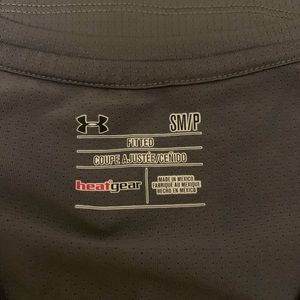 SM/P
FITTED
COUPE AJUSTÉE/CEÑIDO
heatgear
MADE IN MEXICO
FABRIQUÉ AU MEXIQUE
HECHO EN MÉXICO